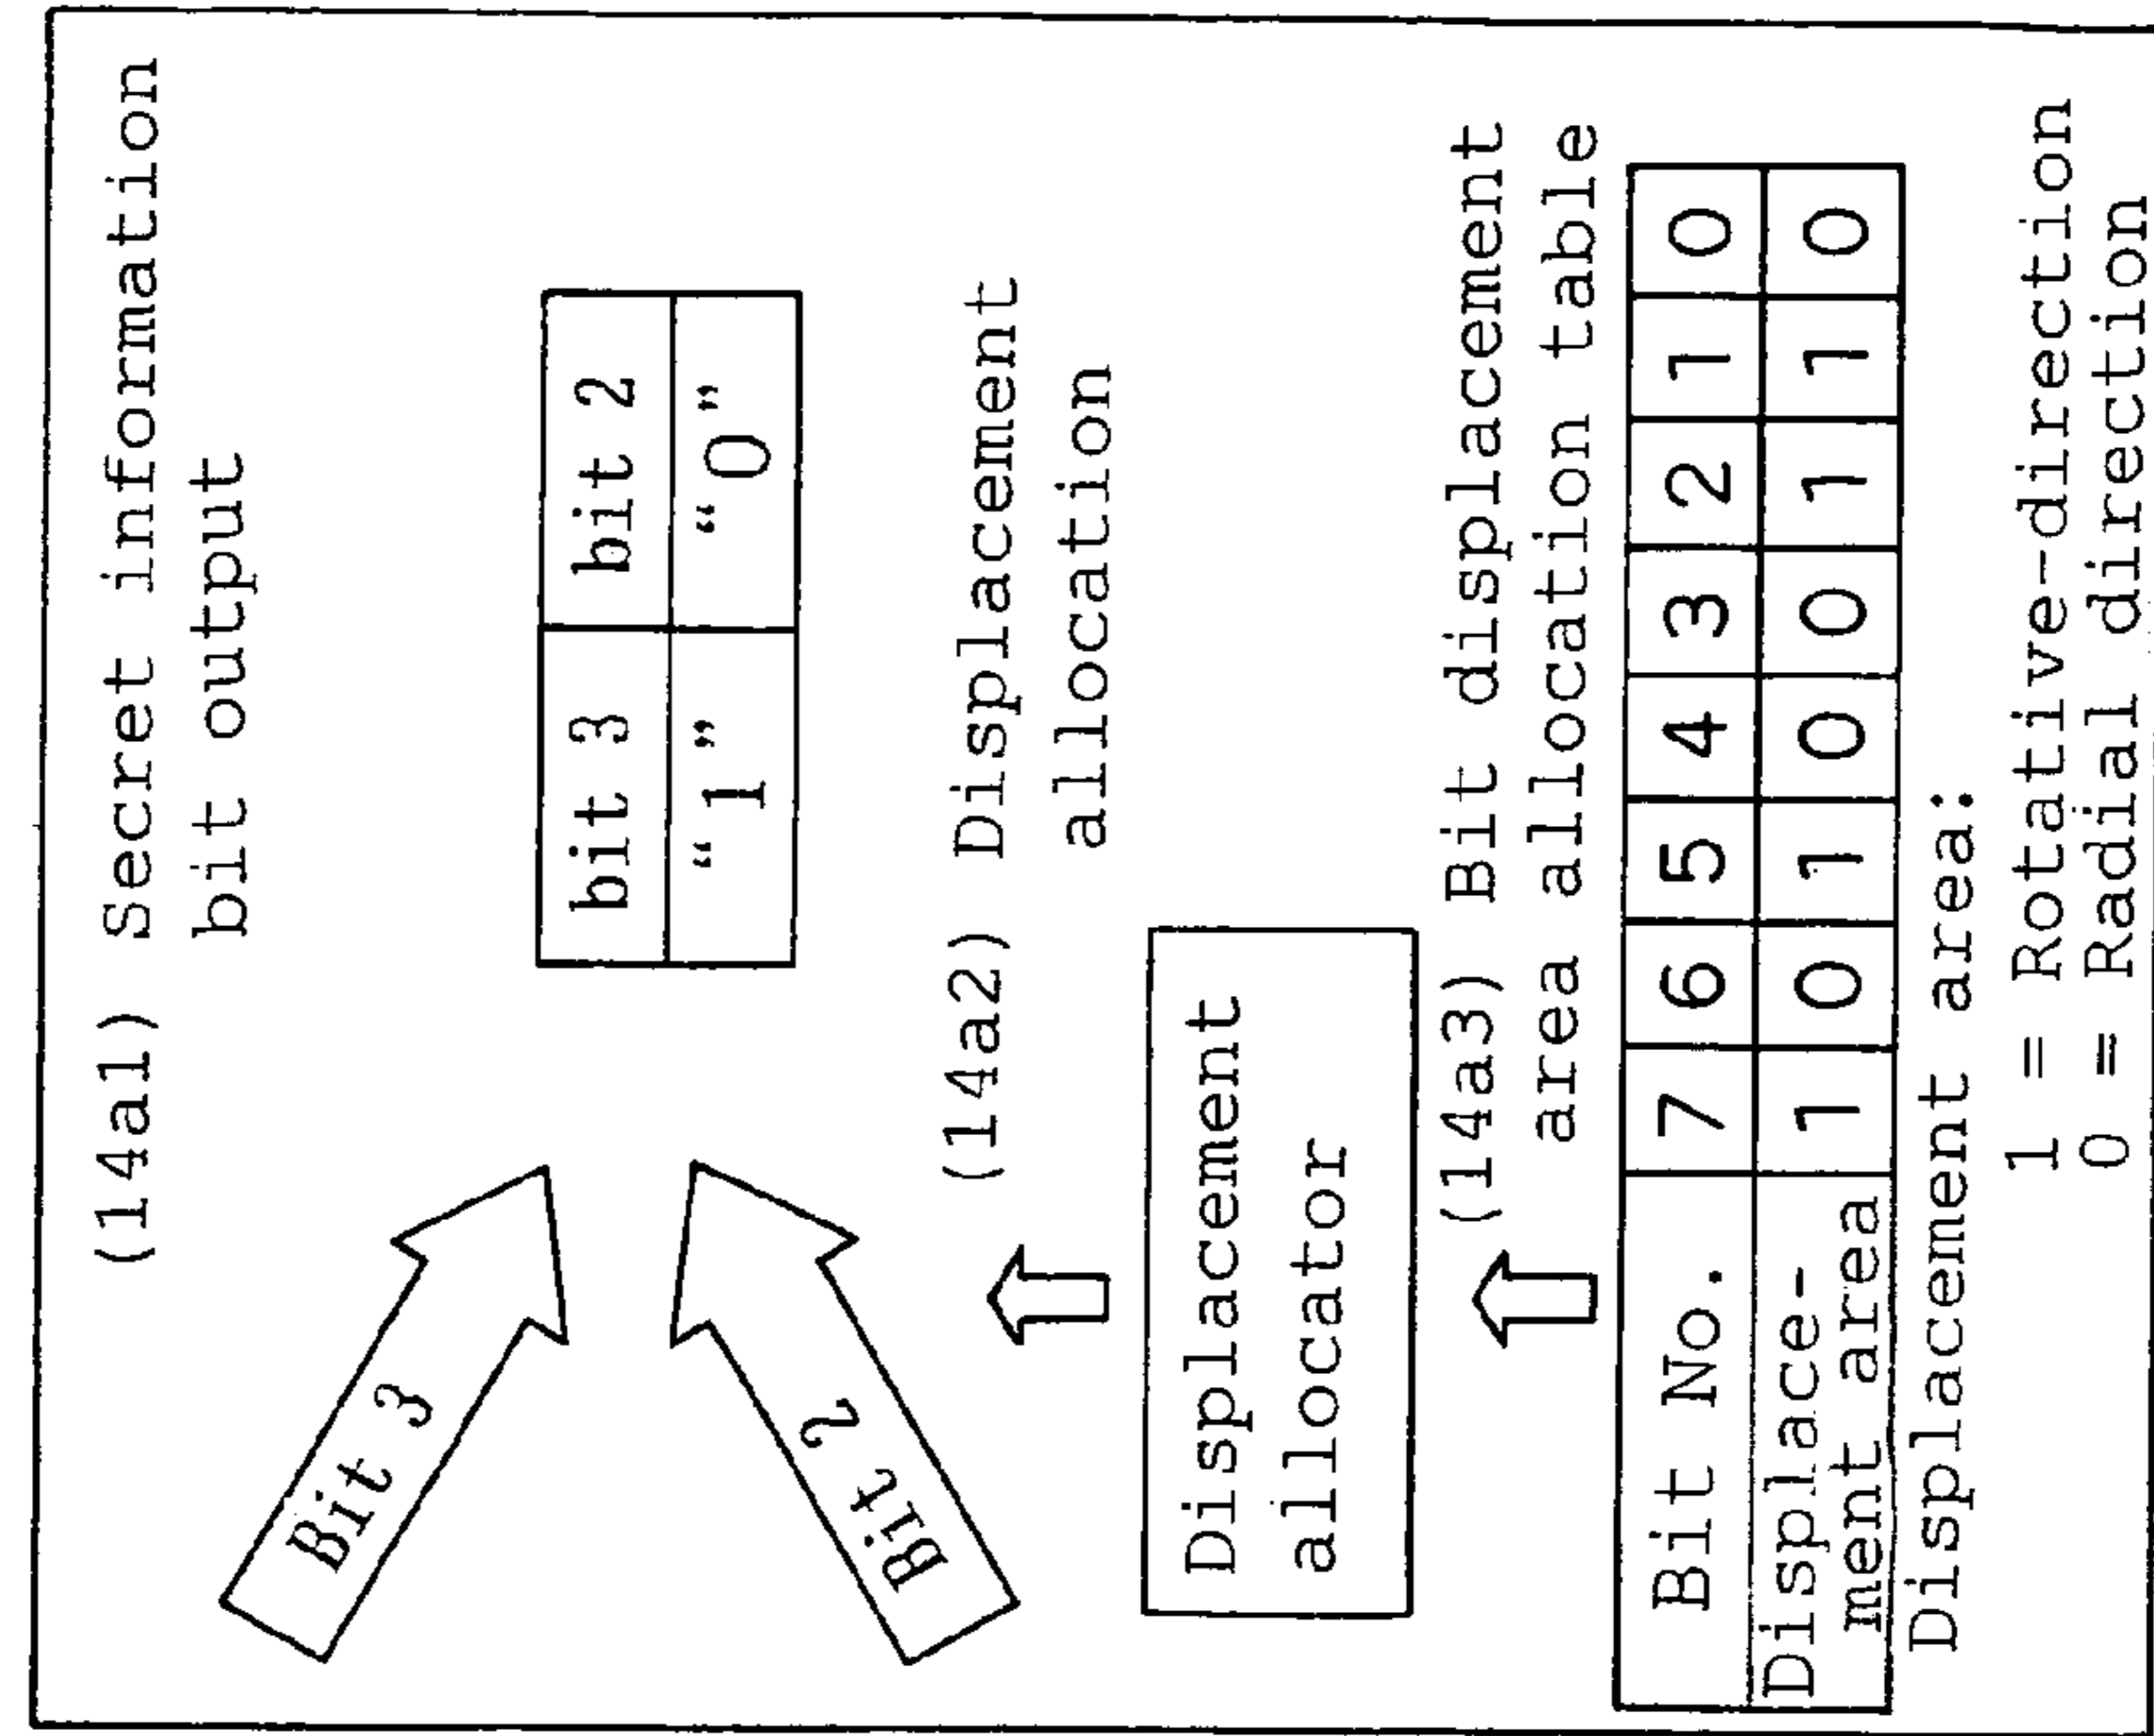 (14a1) Secret information
bit output
Bit 3
Bit 2
bit 3 bit 2
“1” “0”
(14a2) Displacement
allocation
Displacement
allocator
(14a3) Bit displacement
area allocation table
Bit No. 7 6 5 4 3 2 1 0
Displace-
ment area 1 0 1 0 0 1 1 0
Displacement area:
1 = Rotative-direction
0 = Radial direction